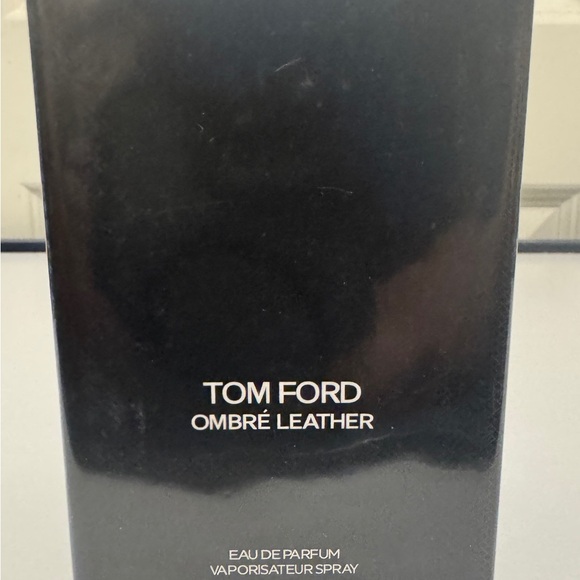 TOM FORD
OMBRÉ LEATHER
EAU DE PARFUM
VAPORISATEUR SPRAY